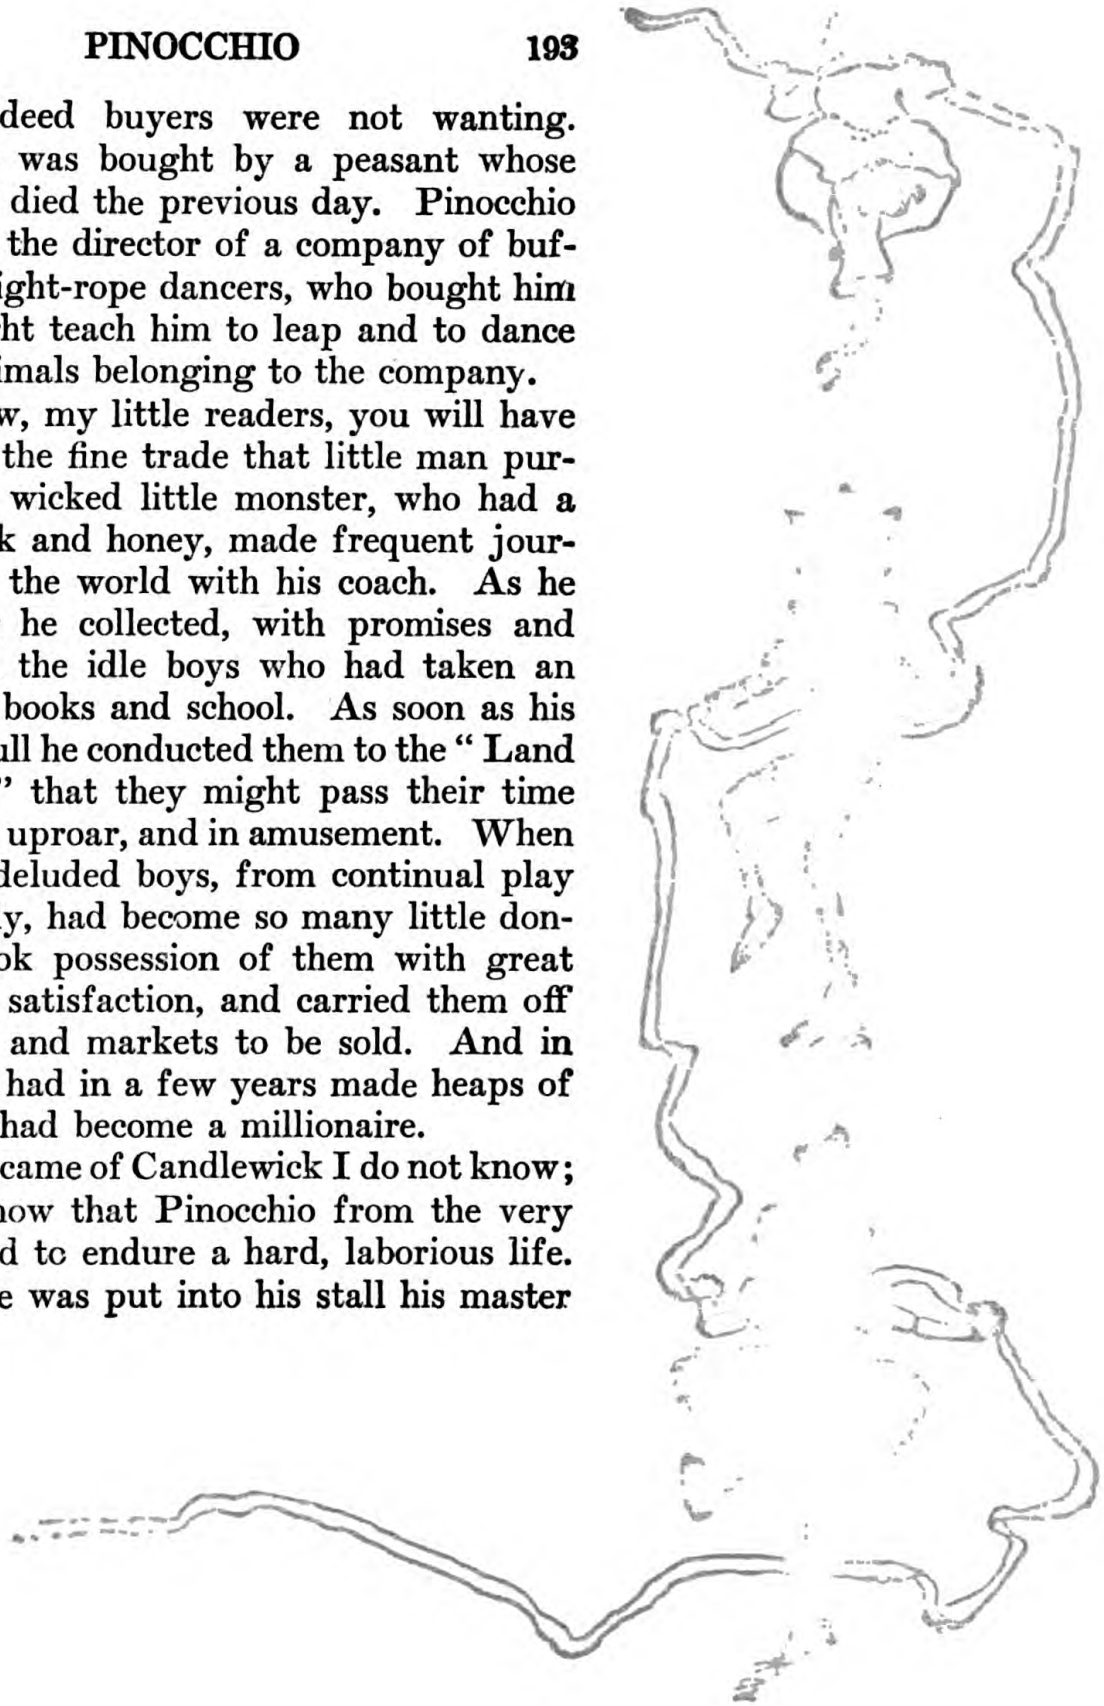 PINOCCHIO 193
deed buyers were not wanting.
was bought by a peasant whose
died the previous day. Pinocchio
the director of a company of buf-
ight-rope dancers, who bought him
ht teach him to leap and to dance
imals belonging to the company.
w, my little readers, you will have
the fine trade that little man pur-
wicked little monster, who had a
k and honey, made frequent jour-
the world with his coach. As he
he collected, with promises and
the idle boys who had taken an
books and school. As soon as his
ull he conducted them to the “ Land
” that they might pass their time
uproar, and in amusement. When
deluded boys, from continual play
y, had become so many little don-
ok possession of them with great
satisfaction, and carried them off
and markets to be sold. And in
had in a few years made heaps of
had become a millionaire.
came of Candlewick I do not know;
now that Pinocchio from the very
d to endure a hard, laborious life.
e was put into his stall his master